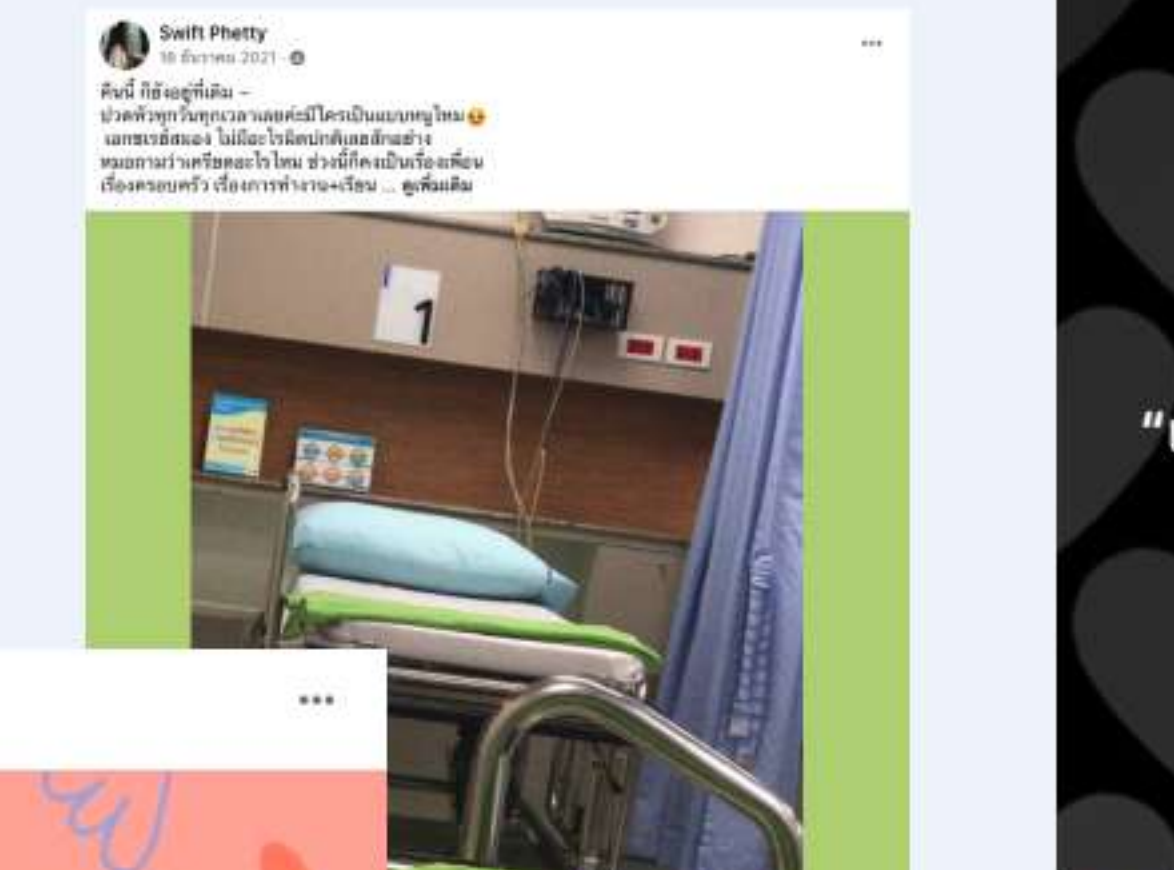 Swift Phetty
18 ธันวาคม 2021
คืนนี้ ก็ยังอยู่ที่เดิม –
ปวดหัวทุกวันทุกเวลาเลยค่ะมีใครเป็นแบบหนูไหม🥺
เอกซเรย์สมอง ไม่มีอะไรผิดปกติเลยสักอย่าง
หมอถามว่าเครียดอะไรไหม ช่วงนี้ก็คงเป็นเรื่องเพื่อน
เรื่องครอบครัว เรื่องการทำงาน+เรียน ... ดูเพิ่มเติม
1